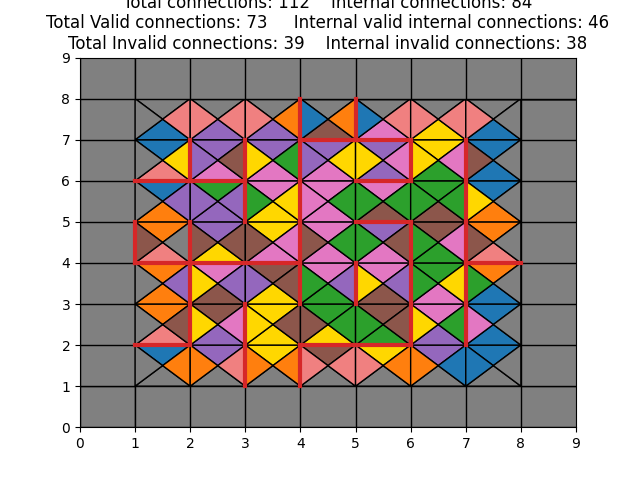 Total connections: 112    Internal connections: 84
Total Valid connections: 73    Internal valid internal connections: 46
Total Invalid connections: 39    Internal invalid connections: 38
9
8
7
6
5
4
3
2
1
0
0 1 2 3 4 5 6 7 8 9